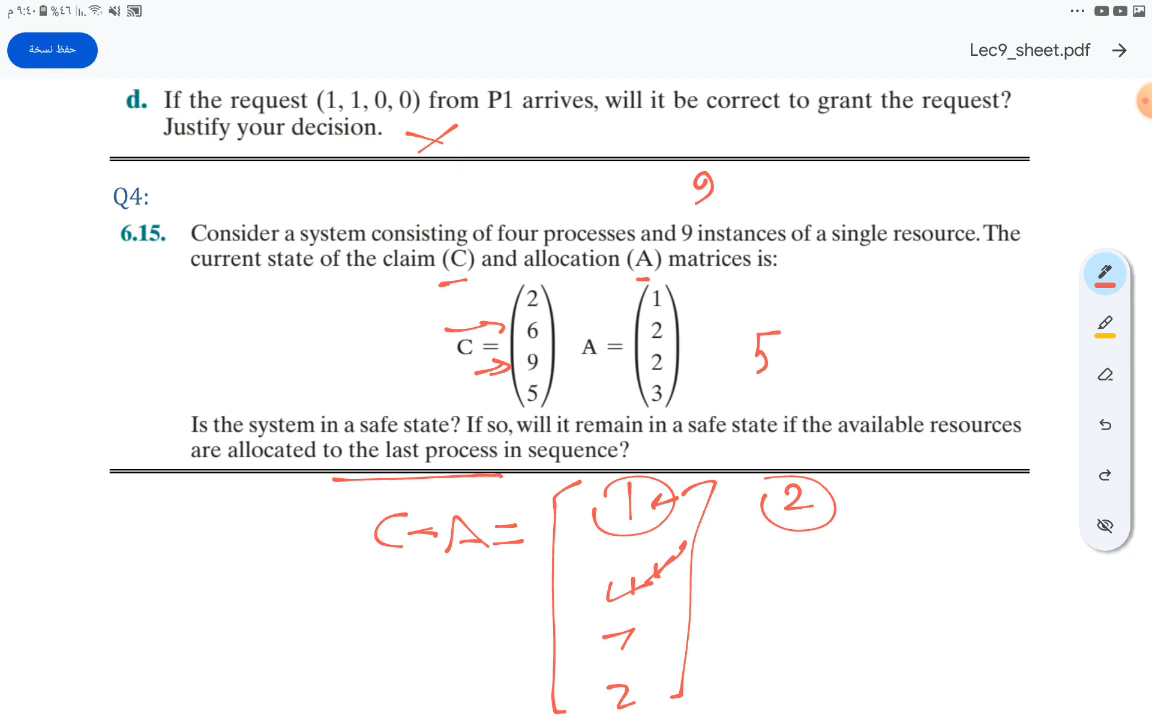 م ٩:٤٠ %٤٦
حفظ نسخة
Lec9_sheet.pdf
d. If the request (1, 1, 0, 0) from P1 arrives, will it be correct to grant the request?
Justify your decision.
9
Q4:
6.15. Consider a system consisting of four processes and 9 instances of a single resource. The
current state of the claim (C) and allocation (A) matrices is:
2 1
6 2
C = A = 5
9 2
5 3
Is the system in a safe state? If so, will it remain in a safe state if the available resources
are allocated to the last process in sequence?
C-A= 1 2
4
7
2